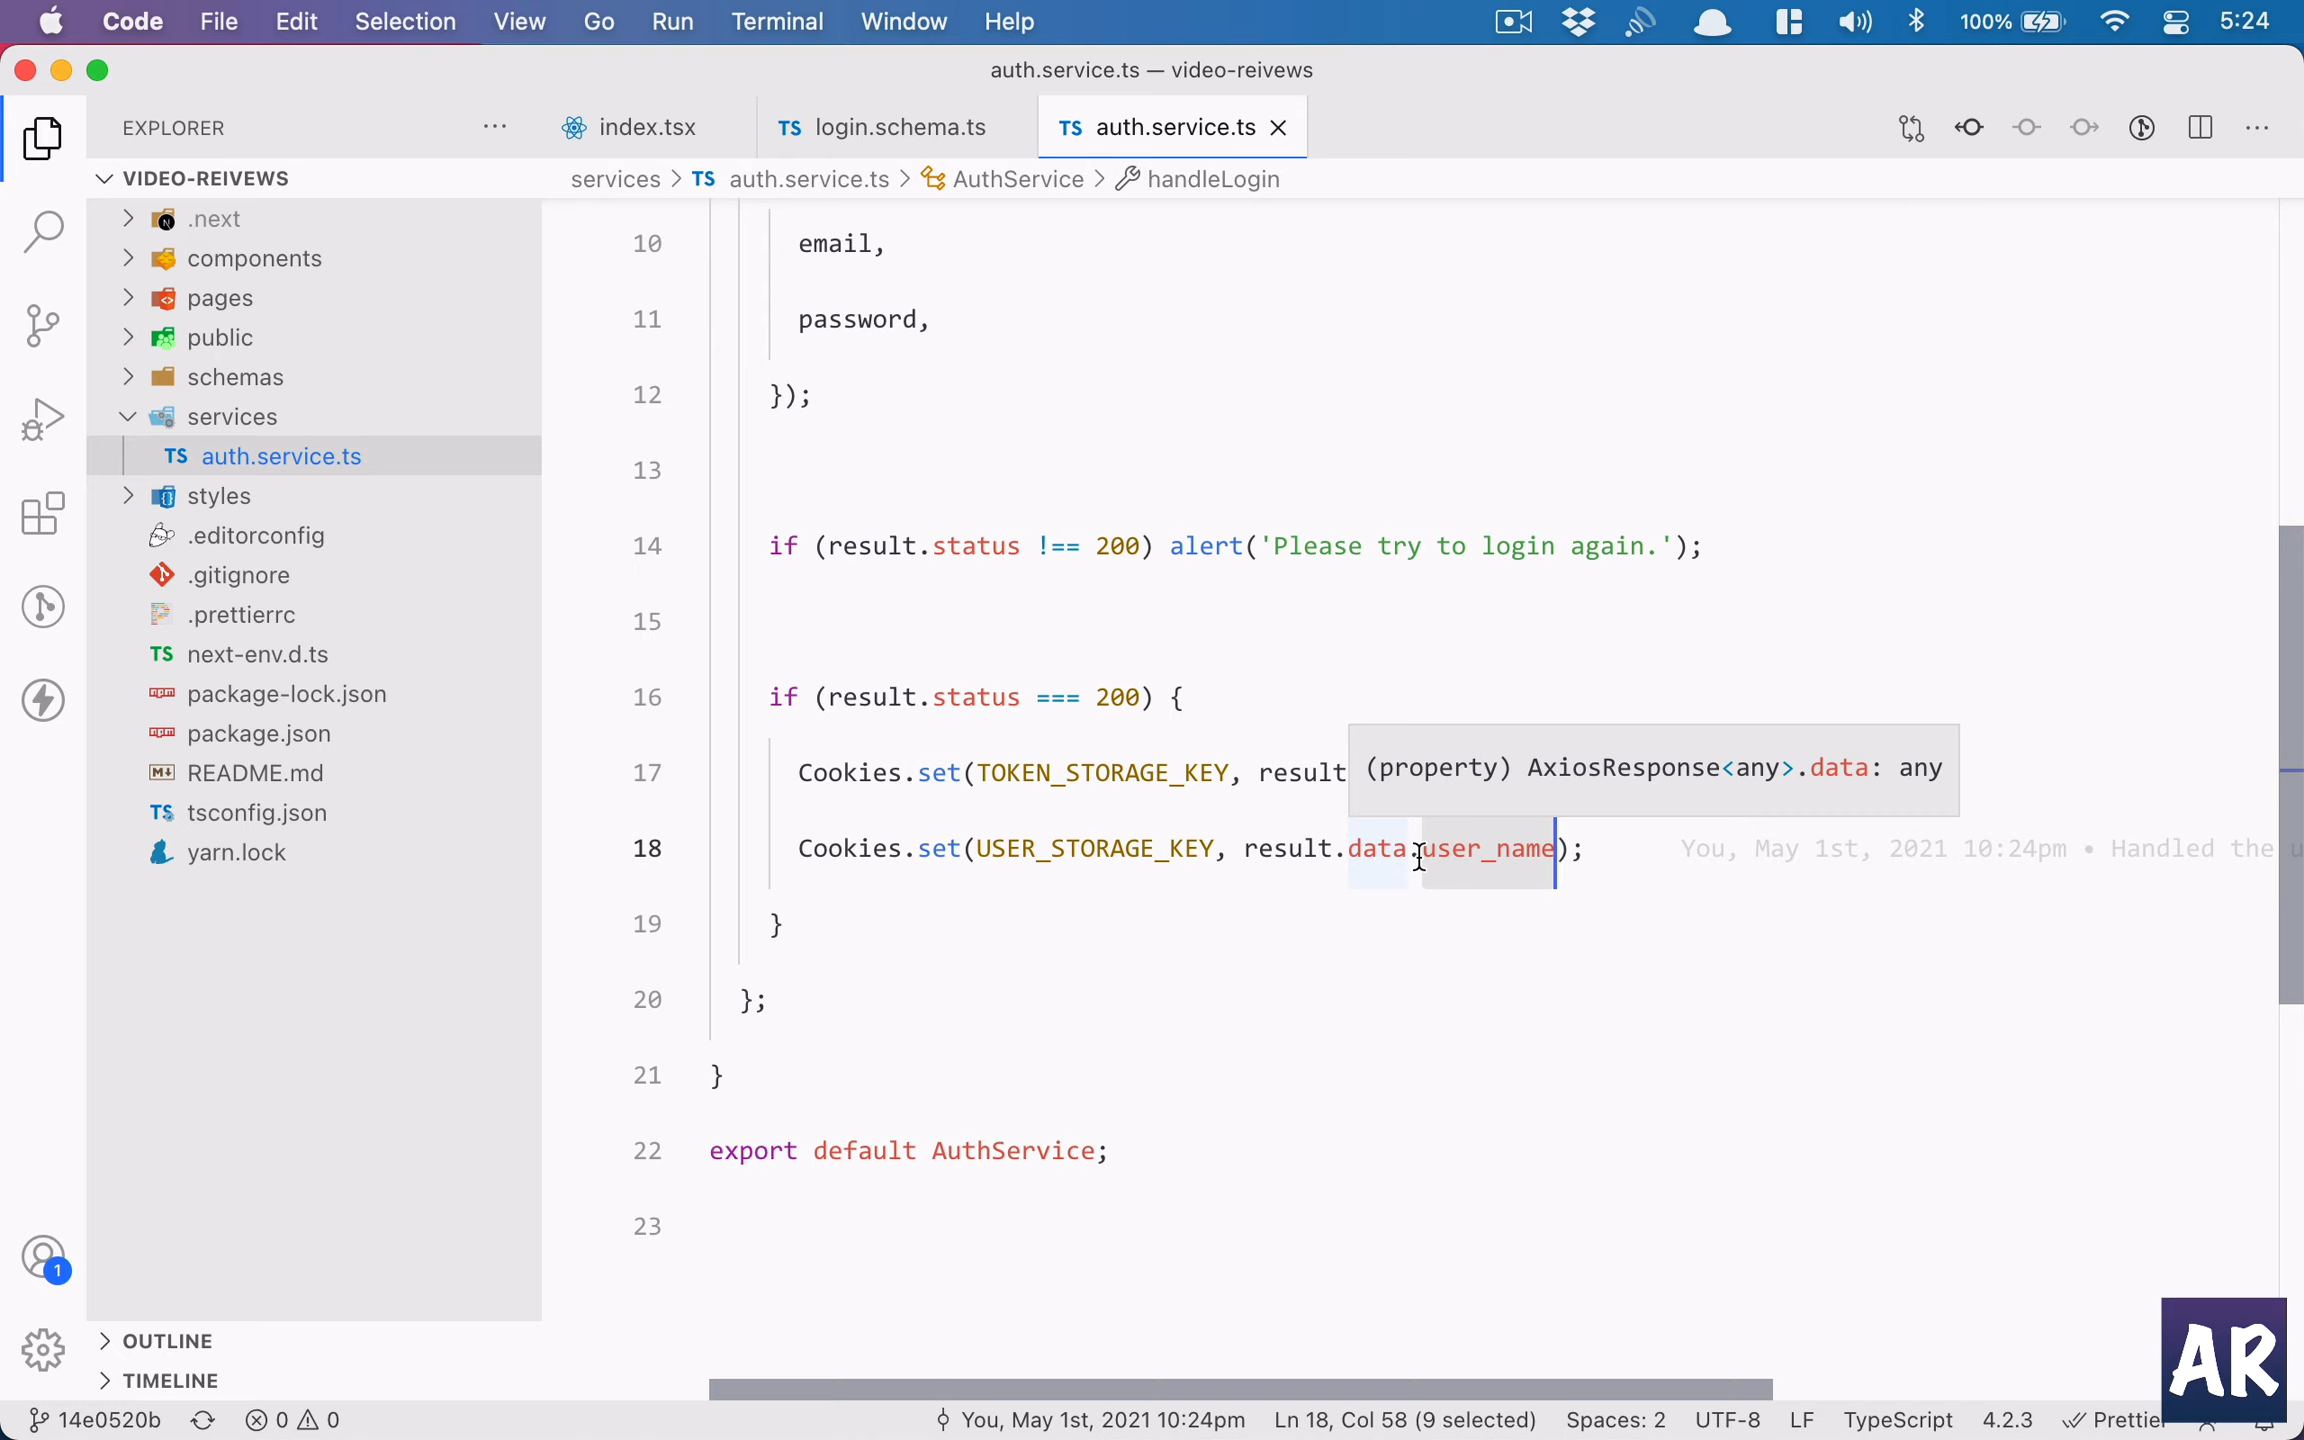 Code File Edit Selection View Go Run Terminal Window Help 100% 5:24
auth.service.ts — video-reivews
EXPLORER ··· index.tsx TS login.schema.ts TS auth.service.ts
VIDEO-REIVEWS
services > TS auth.service.ts > AuthService > handleLogin
.next
components
pages
public
schemas
services
TS auth.service.ts
styles
.editorconfig
.gitignore
.prettierrc
TS next-env.d.ts
package-lock.json
package.json
README.md
TS tsconfig.json
yarn.lock
OUTLINE
TIMELINE
10 email,
11 password,
12 });
13
14 if (result.status !== 200) alert('Please try to login again.');
15
16 if (result.status === 200) {
17 Cookies.set(TOKEN_STORAGE_KEY, result
(property) AxiosResponse<any>.data: any
18 Cookies.set(USER_STORAGE_KEY, result.data.user_name); You, May 1st, 2021 10:24pm • Handled the u
19 }
20 };
21 }
22 export default AuthService;
23
1
AR
14e0520b 0 0 You, May 1st, 2021 10:24pm Ln 18, Col 58 (9 selected) Spaces: 2 UTF-8 LF TypeScript 4.2.3 Prettier